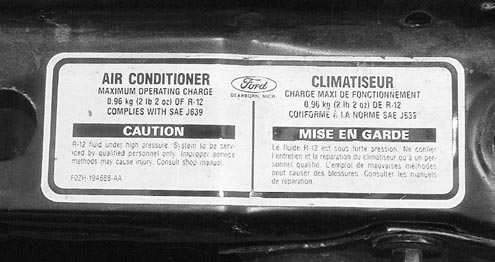 AIR CONDITIONER
MAXIMUM OPERATING CHARGE
0.96 kg (2 lb 2 oz) OF R-12
COMPLIES WITH SAE J639
CAUTION
R-12 fluid under high pressure. System to be serv-
iced by qualified personnel only. Improper service
methods may cause injury. Consult shop manual.
F0ZH-19A668-AA
Ford
DEARBORN, MICH.
CLIMATISEUR
CHARGE MAXI DE FONCTIONNEMENT
0,96 kg (2 lb 2 oz) DE R-12
CONFORME À LA NORME SAE J639
MISE EN GARDE
Le fluide R-12 est sous forte pression. Ne confier
l'entretien et la réparation du climatiseur qu'à un per-
sonnel qualifié. L'emploi de mauvaises méthodes
peut causer des blessures. Consulter les manuels
de réparation.